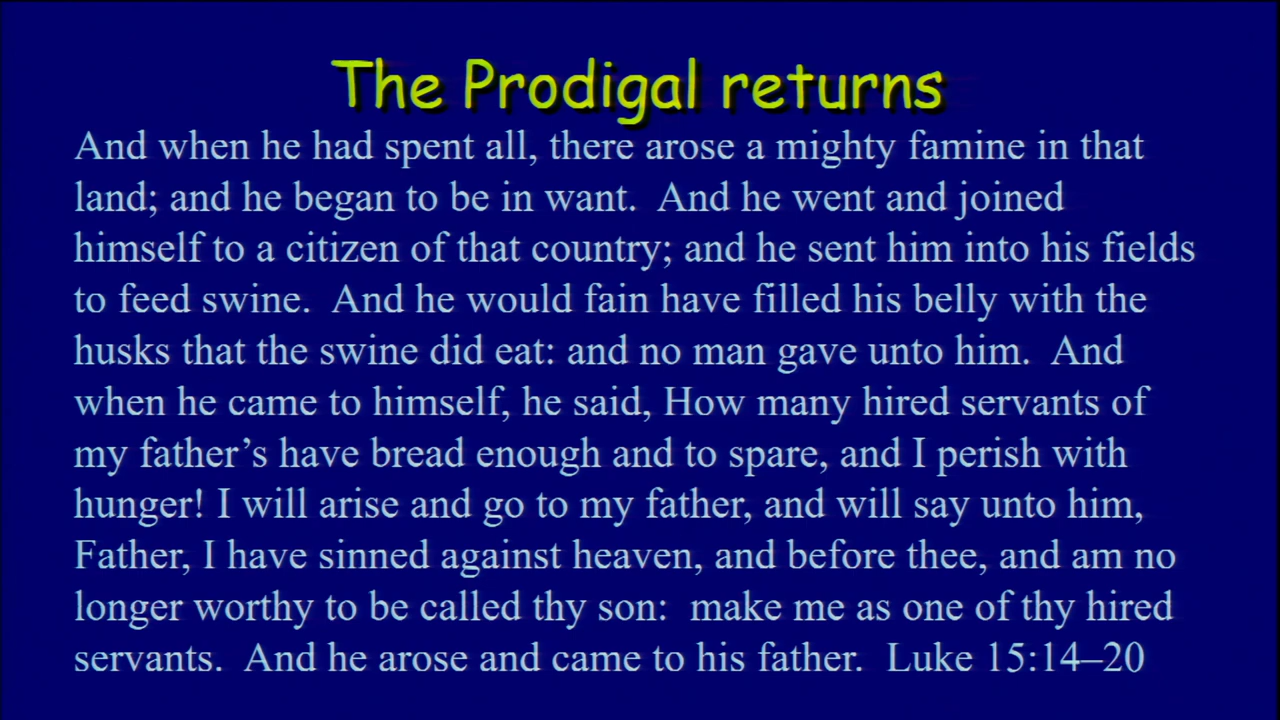 The Prodigal returns
And when he had spent all, there arose a mighty famine in that
land; and he began to be in want.  And he went and joined
himself to a citizen of that country; and he sent him into his fields
to feed swine.  And he would fain have filled his belly with the
husks that the swine did eat: and no man gave unto him.  And
when he came to himself, he said, How many hired servants of
my father’s have bread enough and to spare, and I perish with
hunger! I will arise and go to my father, and will say unto him,
Father, I have sinned against heaven, and before thee, and am no
longer worthy to be called thy son:  make me as one of thy hired
servants.  And he arose and came to his father.  Luke 15:14–20